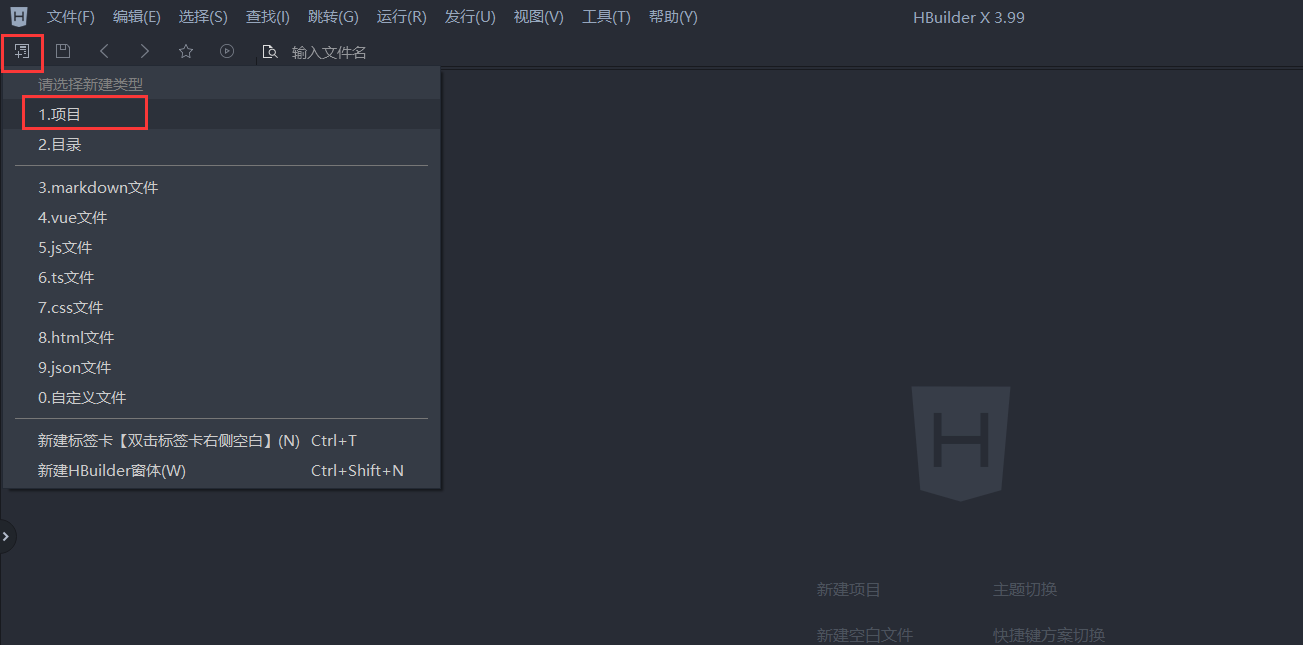 文件(F) 编辑(E) 选择(S) 查找(I) 跳转(G) 运行(R) 发行(U) 视图(V) 工具(T) 帮助(Y) HBuilder X 3.99
输入文件名
请选择新建类型
1.项目
2.目录
3.markdown文件
4.vue文件
5.js文件
6.ts文件
7.css文件
8.html文件
9.json文件
0.自定义文件
新建标签卡【双击标签卡右侧空白】(N) Ctrl+T
新建HBuilder窗体(W) Ctrl+Shift+N
新建项目 主题切换
新建空白文件 快捷键方案切换